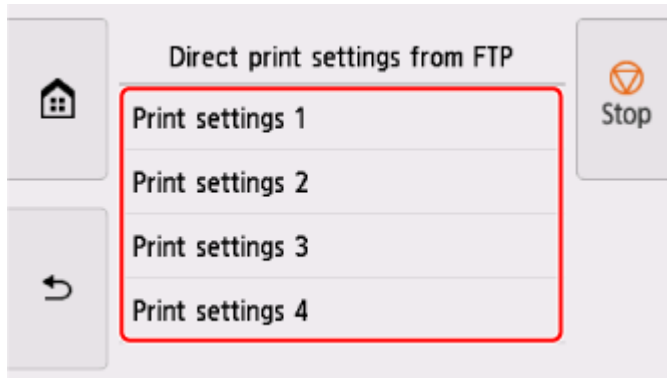 Direct print settings from FTP
Stop
Print settings 1
Print settings 2
Print settings 3
Print settings 4